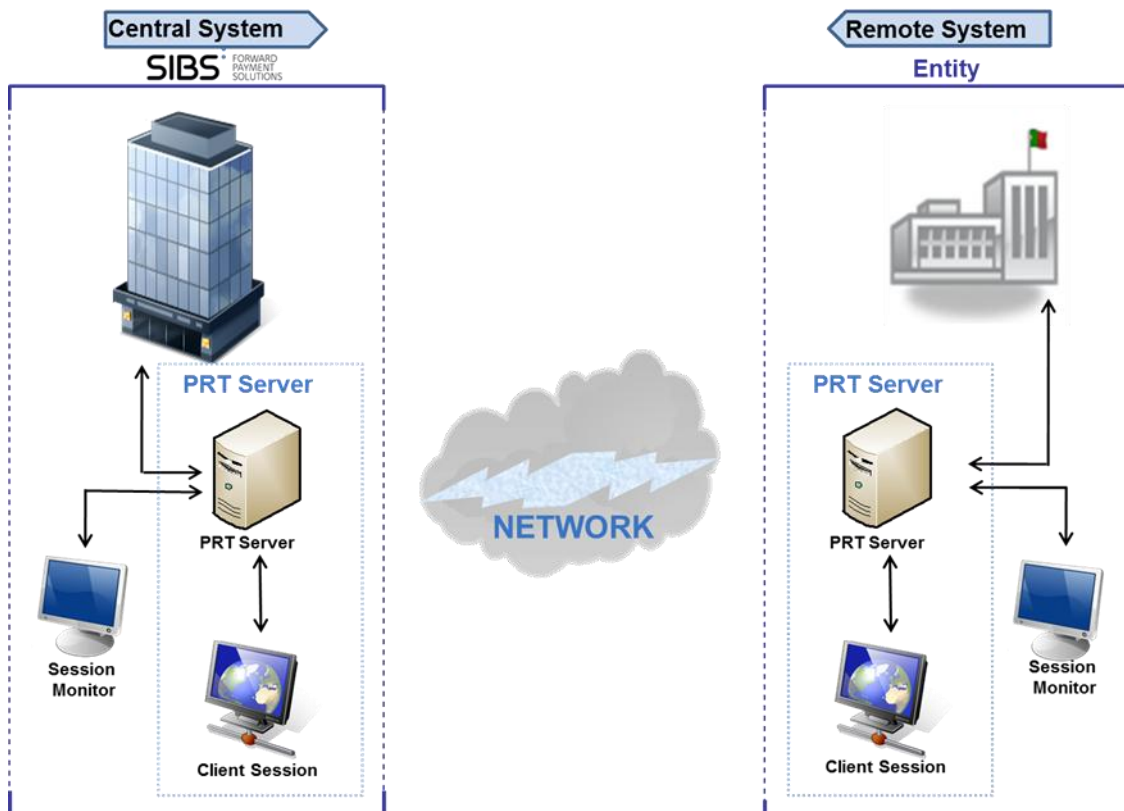 Central System
SIBS FORWARD
PAYMENT
SOLUTIONS
PRT Server
PRT Server
Session
Monitor
Client Session
NETWORK
Remote System
Entity
PRT Server
PRT Server
Session
Monitor
Client Session